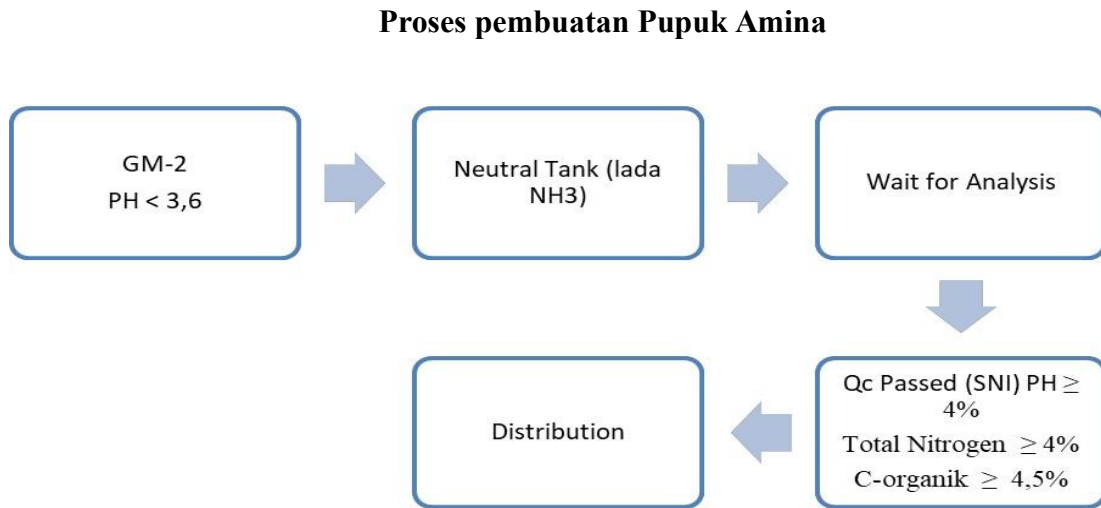 Proses pembuatan Pupuk Amina
GM-2
PH < 3,6
Neutral Tank (lada
NH3)
Wait for Analysis
Qc Passed (SNI) PH ≥
4%
Total Nitrogen ≥ 4%
C-organik ≥ 4,5%
Distribution